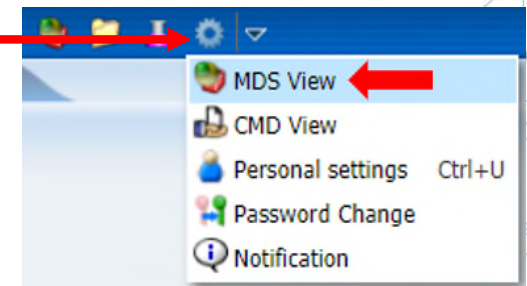 MDS View
CMD View
Personal settings Ctrl+U
Password Change
Notification